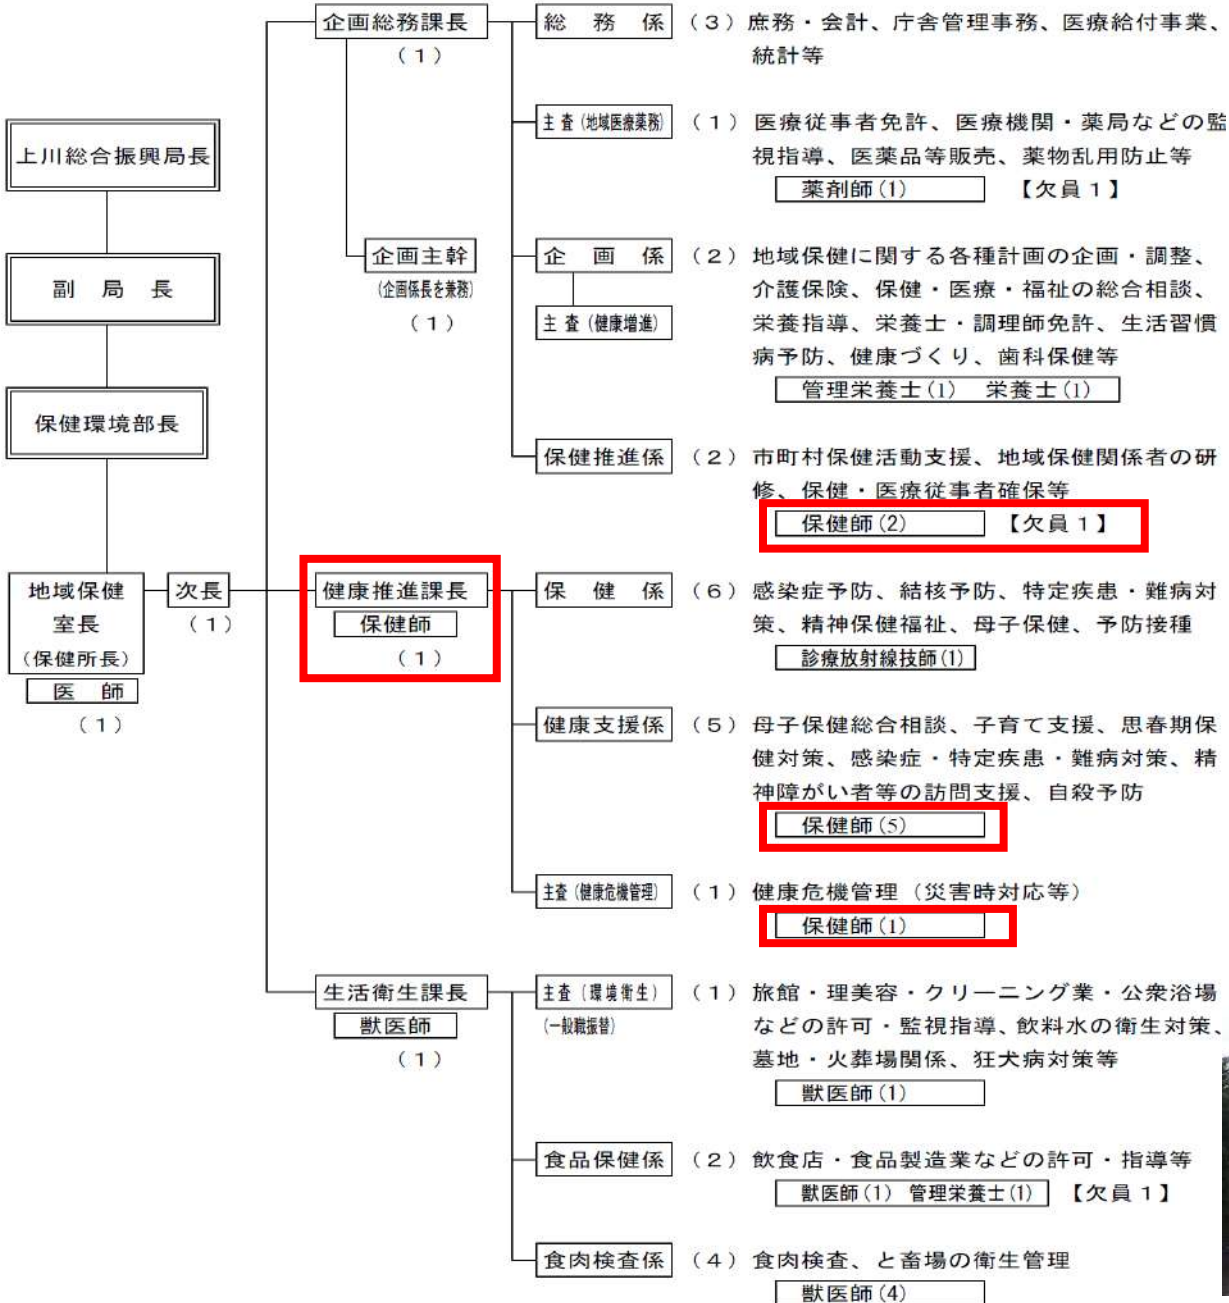 企画総務課長
(1)
総 務 係
(3)庶務・会計、庁舎管理事務、医療給付事業、
統計等
主査(地域医療薬務)
(1)医療従事者免許、医療機関・薬局などの監
視指導、医薬品等販売、薬物乱用防止等
薬剤師(1) 【欠員1】
上川総合振興局長
副 局 長
保健環境部長
企画主幹
(企画係長を兼務)
(1)
企 画 係
主査(健康増進)
(2)地域保健に関する各種計画の企画・調整、
介護保険、保健・医療・福祉の総合相談、
栄養指導、栄養士・調理師免許、生活習慣
病予防、健康づくり、歯科保健等
管理栄養士(1) 栄養士(1)
保健推進係
(2)市町村保健活動支援、地域保健関係者の研
修、保健・医療従事者確保等
保健師(2) 【欠員1】
地域保健
室長
(保健所長)
医 師
(1)
次長
(1)
健康推進課長
保健師
(1)
保 健 係
(6)感染症予防、結核予防、特定疾患・難病対
策、精神保健福祉、母子保健、予防接種
診療放射線技師(1)
健康支援係
(5)母子保健総合相談、子育て支援、思春期保
健対策、感染症・特定疾患・難病対策、精
神障がい者等の訪問支援、自殺予防
保健師(5)
主査(健康危機管理)
(1)健康危機管理(災害時対応等)
保健師(1)
生活衛生課長
獣医師
(1)
主査(環境衛生)
(一般職振替)
(1)旅館・理美容・クリーニング業・公衆浴場
などの許可・監視指導、飲料水の衛生対策、
墓地・火葬場関係、狂犬病対策等
獣医師(1)
食品保健係
(2)飲食店・食品製造業などの許可・指導等
獣医師(1) 管理栄養士(1) 【欠員1】
食肉検査係
(4)食肉検査、と畜場の衛生管理
獣医師(4)